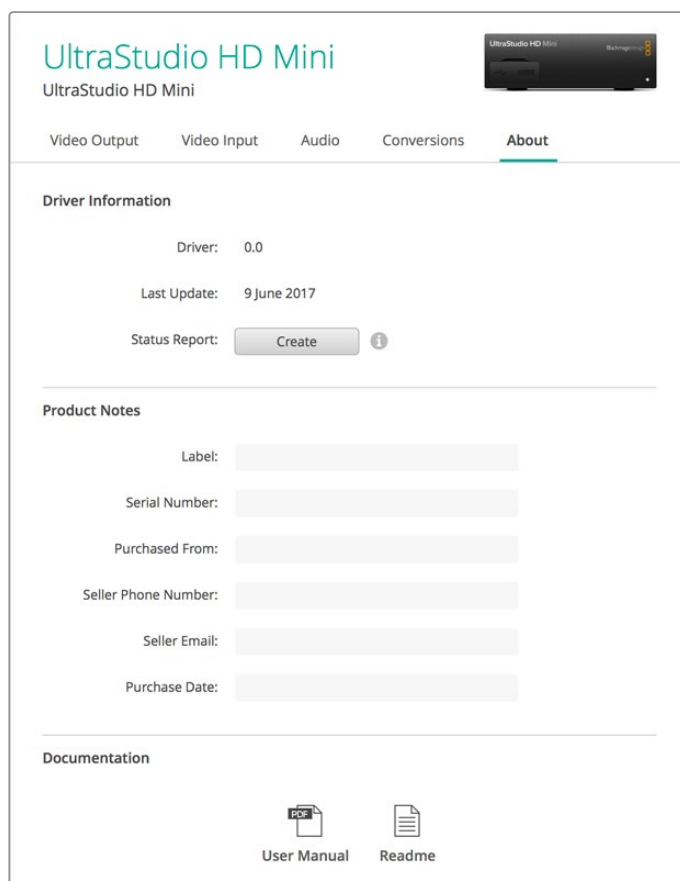 UltraStudio HD Mini
UltraStudio HD Mini
UltraStudio HD Mini
Blackmagicdesign
Video Output Video Input Audio Conversions About
Driver Information
Driver: 0.0
Last Update: 9 June 2017
Status Report: Create
Product Notes
Label:
Serial Number:
Purchased From:
Seller Phone Number:
Seller Email:
Purchase Date:
Documentation
PDF
User Manual Readme